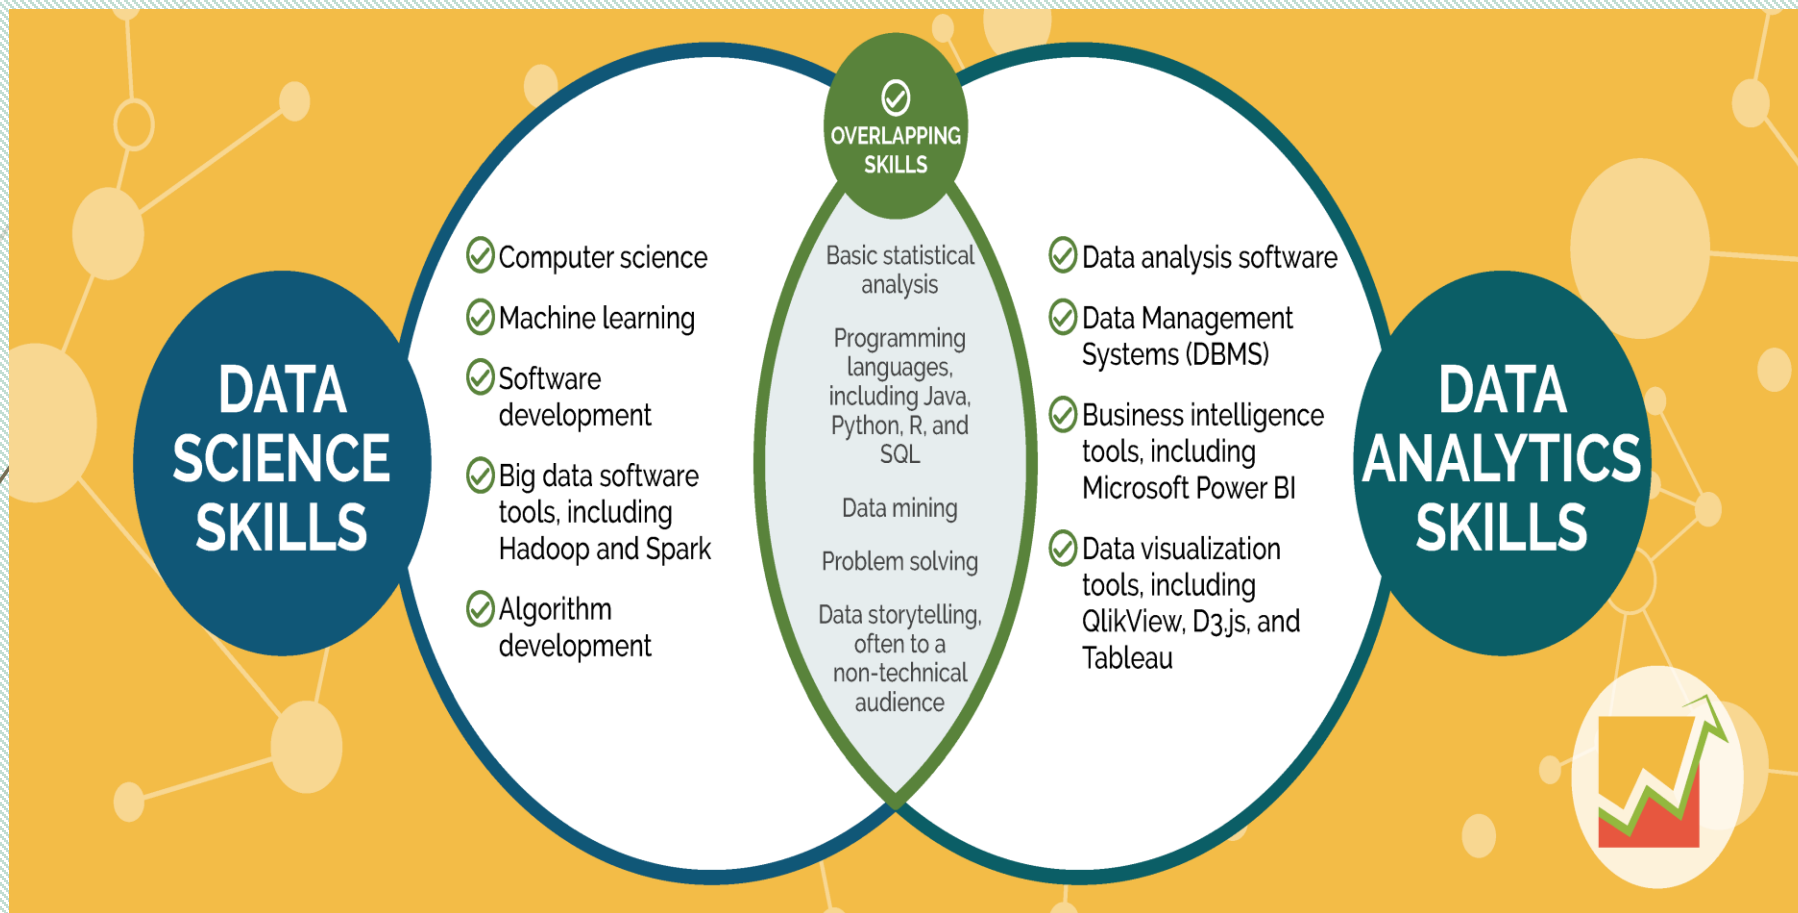 OVERLAPPING
SKILLS
DATA
SCIENCE
SKILLS
Computer science
Machine learning
Software
development
Big data software
tools, including
Hadoop and Spark
Algorithm
development
Basic statistical
analysis
Programming
languages,
including Java,
Python, R, and
SQL
Data mining
Problem solving
Data storytelling,
often to a
non-technical
audience
Data analysis software
Data Management
Systems (DBMS)
Business intelligence
tools, including
Microsoft Power BI
Data visualization
tools, including
QlikView, D3.js, and
Tableau
DATA
ANALYTICS
SKILLS